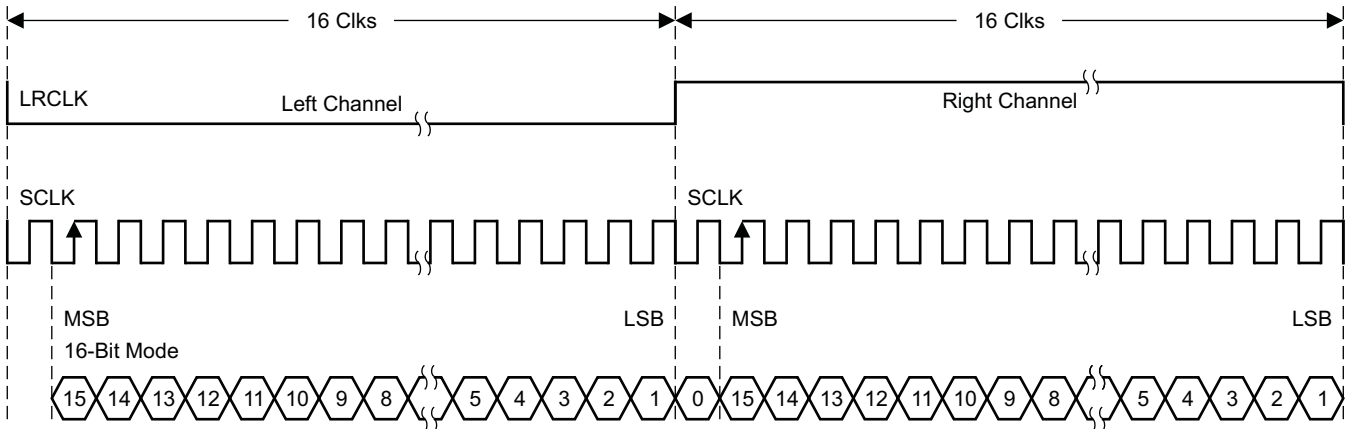 16 Clks 16 Clks
LRCLK Left Channel Right Channel
SCLK SCLK
MSB LSB MSB LSB
16-Bit Mode
15 14 13 12 11 10 9 8 5 4 3 2 1 0 15 14 13 12 11 10 9 8 5 4 3 2 1